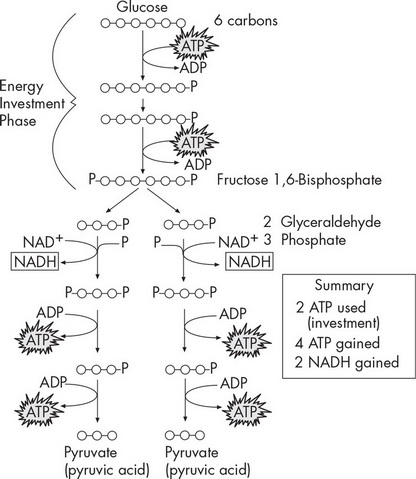 Glucose
6 carbons
ATP
ADP
P
Energy
Investment
Phase
P
ATP
ADP
P P
Fructose 1,6-Bisphosphate
P P
2 Glyceraldehyde
3 Phosphate
NAD+ P P NAD+
NADH NADH
P P P P
Summary
2 ATP used
(investment)
4 ATP gained
2 NADH gained
ADP ADP
ATP ATP
P P
ADP ADP
ATP ATP
Pyruvate Pyruvate
(pyruvic acid) (pyruvic acid)